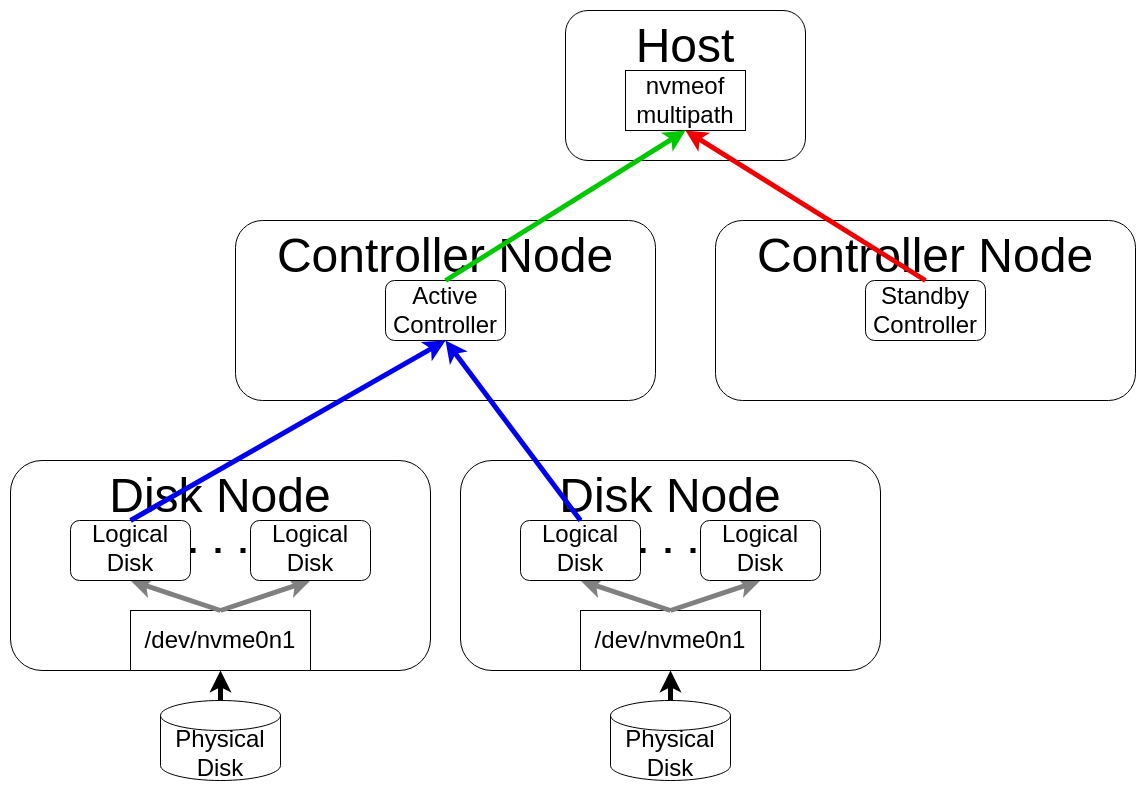 Host
nvmeof
multipath
Controller Node
Active
Controller
Controller Node
Standby
Controller
Disk Node
Logical
Disk
. . .
Logical
Disk
/dev/nvme0n1
Physical
Disk
Disk Node
Logical
Disk
. . .
Logical
Disk
/dev/nvme0n1
Physical
Disk